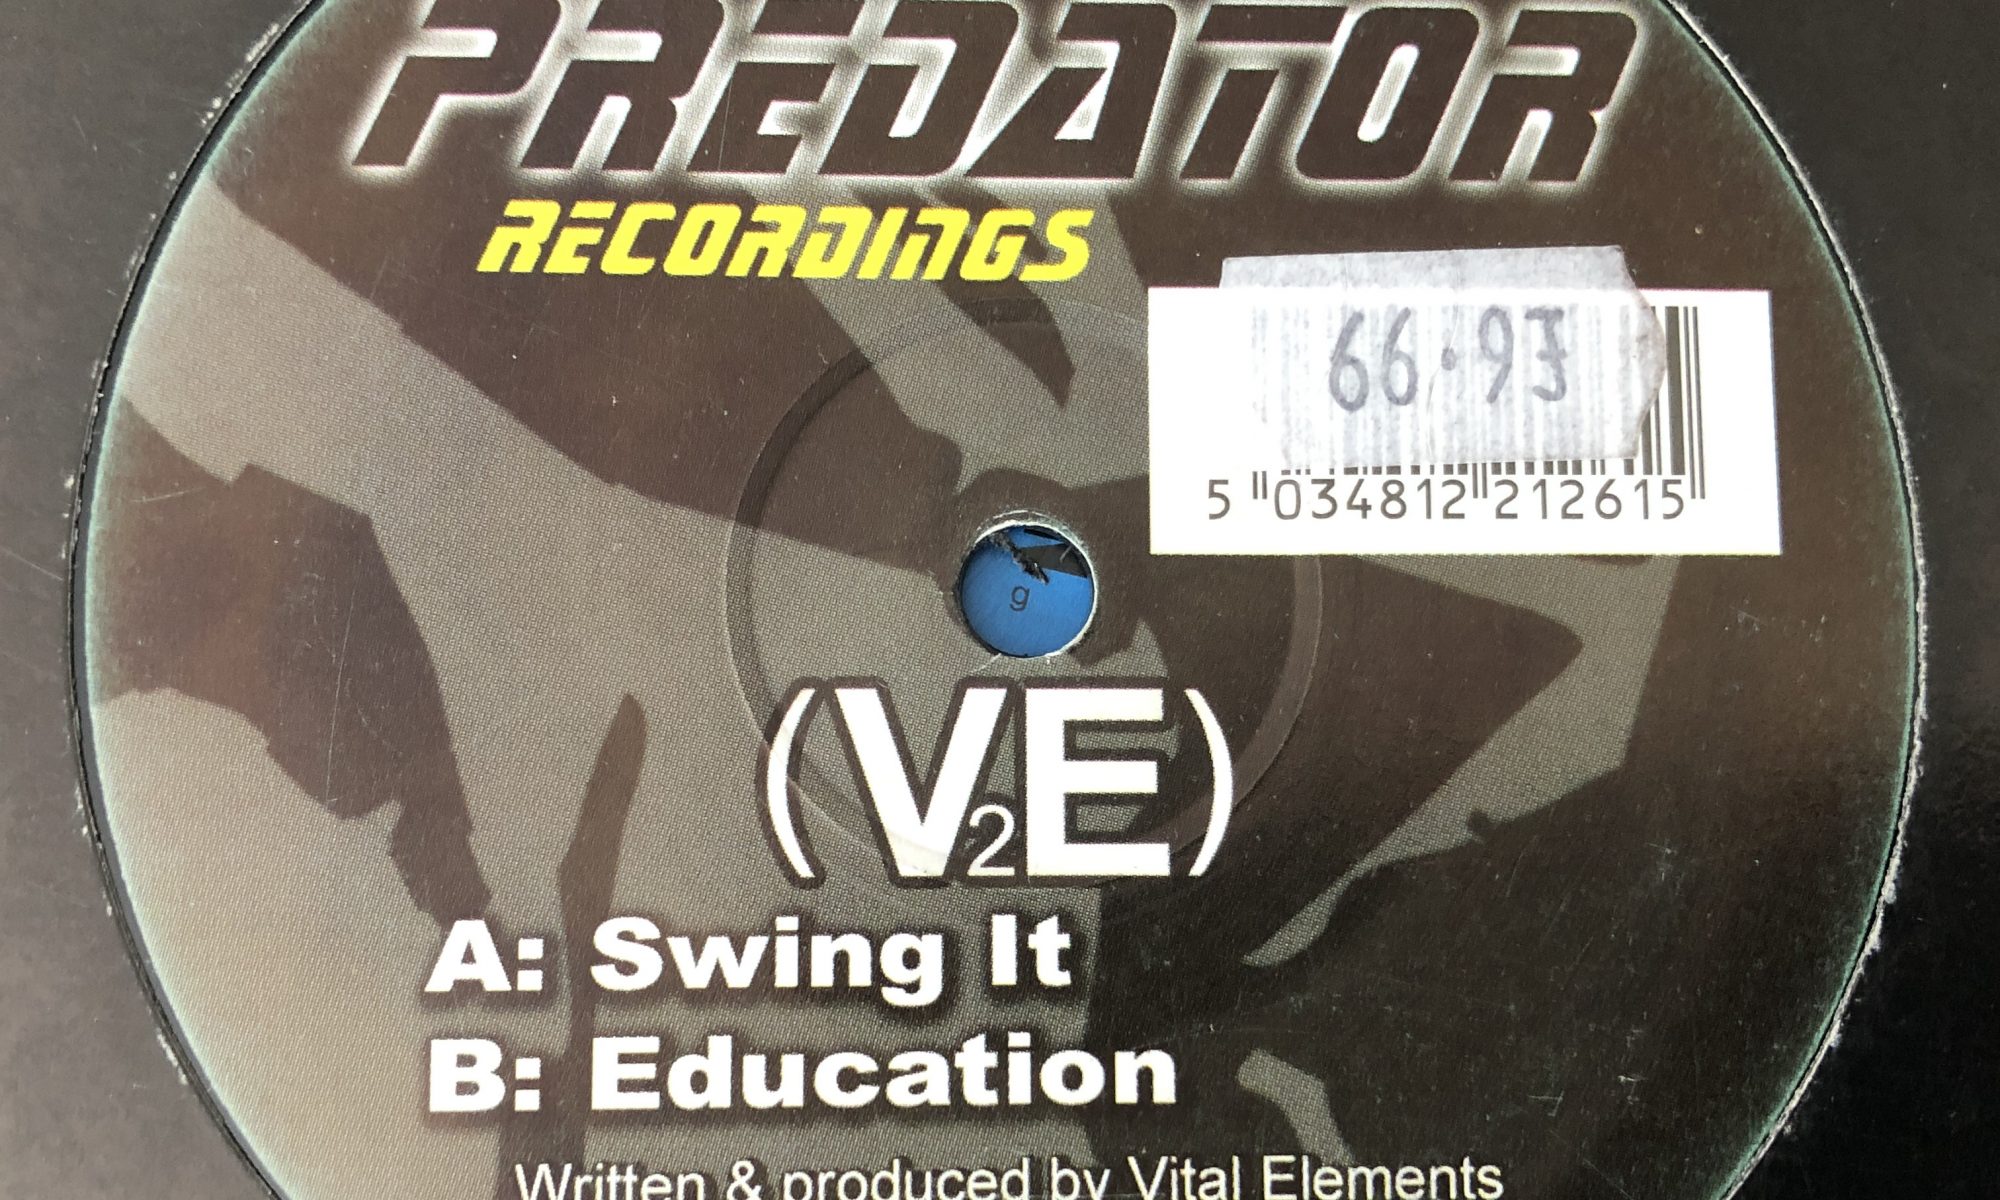 PREDATOR
RECORDINGS
66.93
5 034812 212615
g
(V2E)
A: Swing It
B: Education
Written & produced by Vital Elements